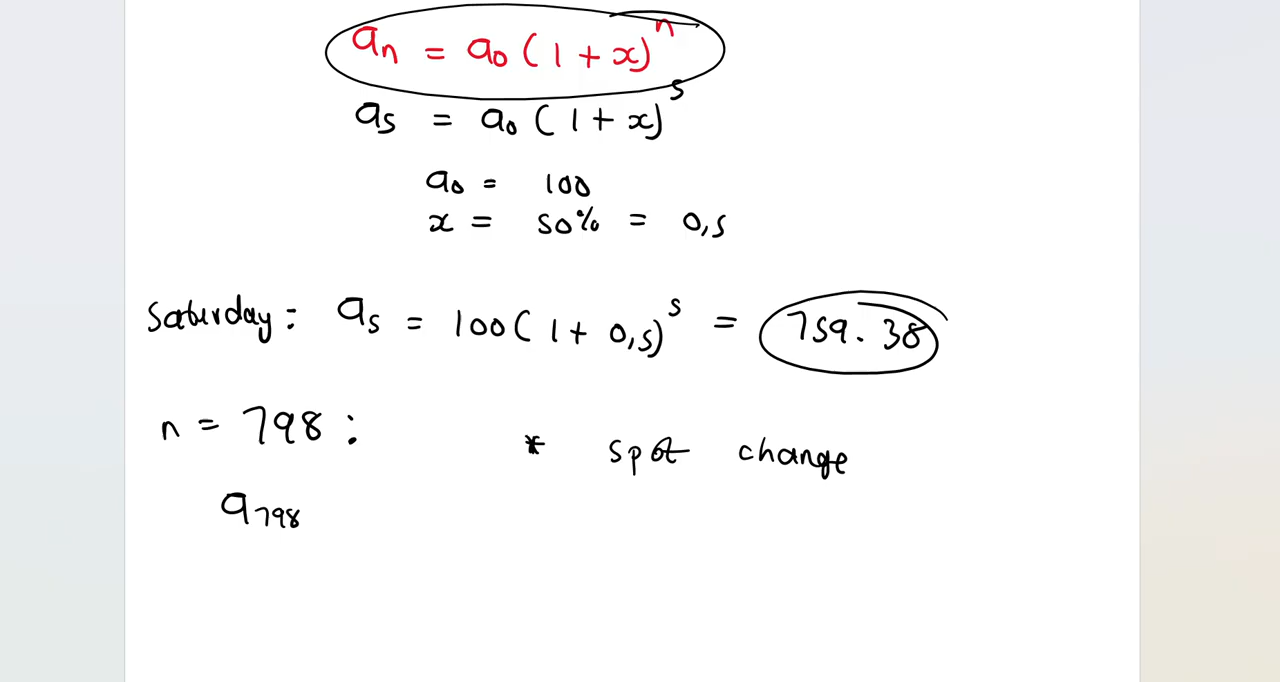 an = a0 (1 + x)^n
a5 = a0 (1 + x)^5
a0 = 100
x = 50% = 0,5
Saturday: a5 = 100 (1 + 0,5)^5 = 759.38
n = 798 :
* spot change
a798